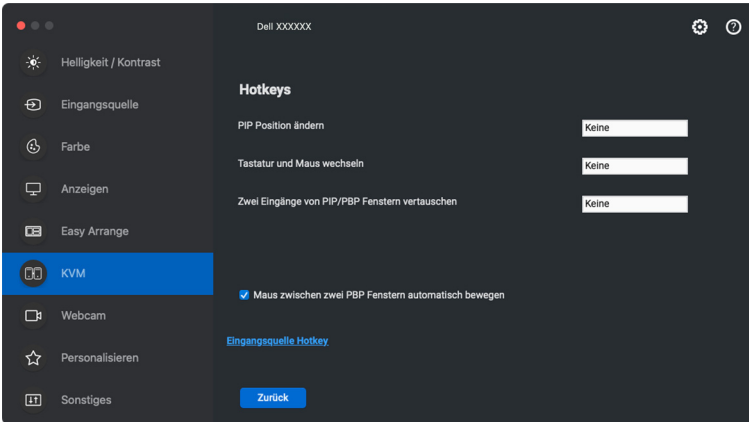 Dell XXXXXX
Helligkeit / Kontrast
Eingangsquelle
Farbe
Anzeigen
Easy Arrange
KVM
Webcam
Personalisieren
Sonstiges
Hotkeys
PIP Position ändern
Keine
Tastatur und Maus wechseln
Keine
Zwei Eingänge von PIP/PBP Fenstern vertauschen
Keine
Maus zwischen zwei PBP Fenstern automatisch bewegen
Eingangsquelle Hotkey
Zurück